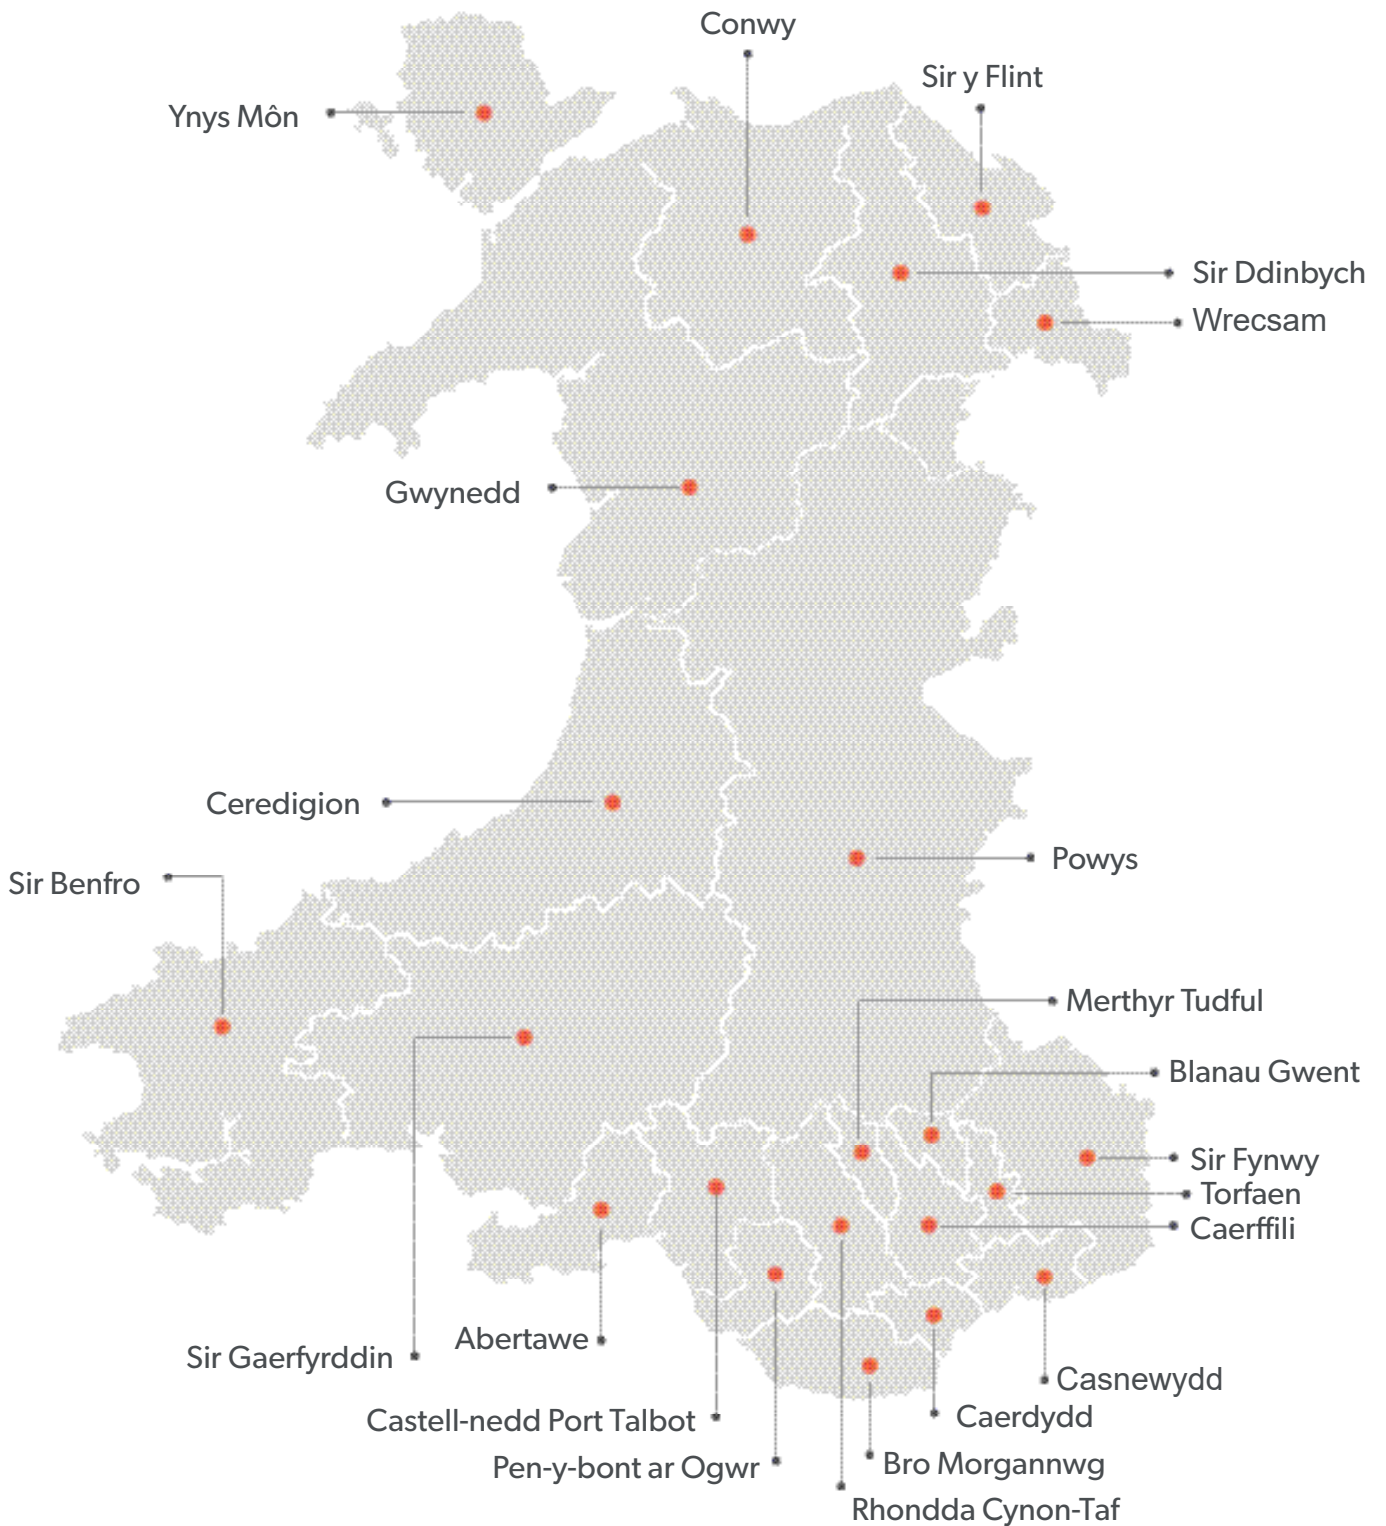 Conwy
Sir y Flint
Ynys Môn
Sir Ddinbych
Wrecsam
Gwynedd
Ceredigion
Powys
Sir Benfro
Merthyr Tudful
Blanau Gwent
Sir Fynwy
Torfaen
Caerffili
Abertawe
Sir Gaerfyrddin
Casnewydd
Caerdydd
Castell-nedd Port Talbot
Bro Morgannwg
Pen-y-bont ar Ogwr
Rhondda Cynon-Taf